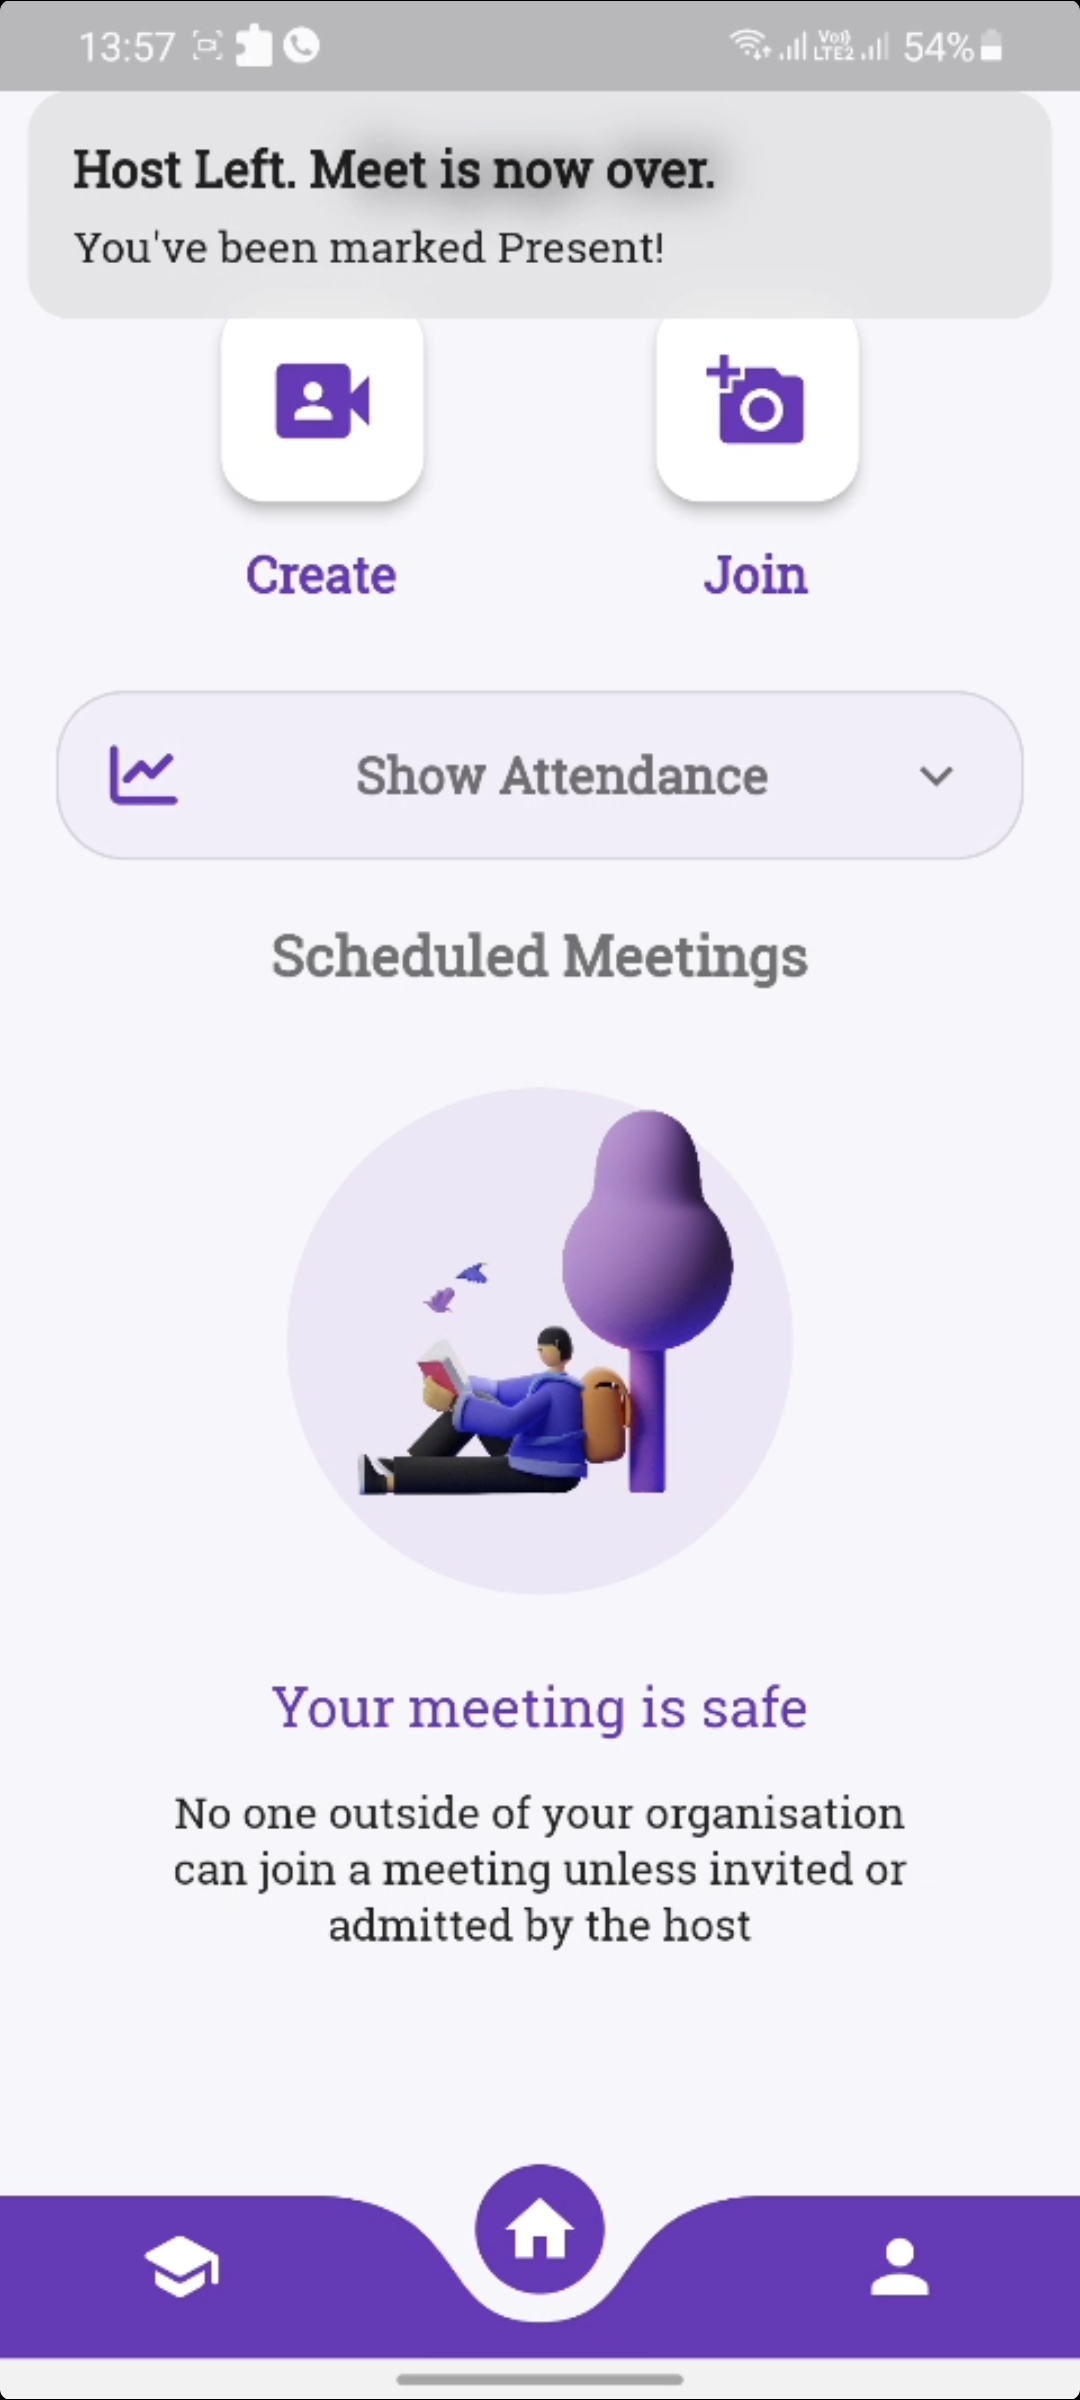 13:57
Vo))
LTE2
54%
Host Left. Meet is now over.
You've been marked Present!
Create
Join
Show Attendance
Scheduled Meetings
Your meeting is safe
No one outside of your organisation
can join a meeting unless invited or
admitted by the host